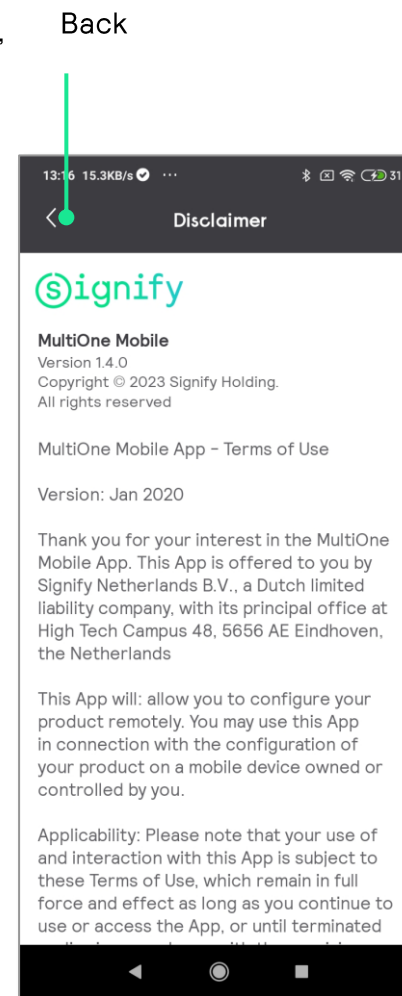 ,
Back
13:16 15.3KB/s ... 31
Disclaimer
signify
MultiOne Mobile
Version 1.4.0
Copyright © 2023 Signify Holding.
All rights reserved
MultiOne Mobile App – Terms of Use
Version: Jan 2020
Thank you for your interest in the MultiOne
Mobile App. This App is offered to you by
Signify Netherlands B.V., a Dutch limited
liability company, with its principal office at
High Tech Campus 48, 5656 AE Eindhoven,
the Netherlands
This App will: allow you to configure your
product remotely. You may use this App
in connection with the configuration of
your product on a mobile device owned or
controlled by you.
Applicability: Please note that your use of
and interaction with this App is subject to
these Terms of Use, which remain in full
force and effect as long as you continue to
use or access the App, or until terminated